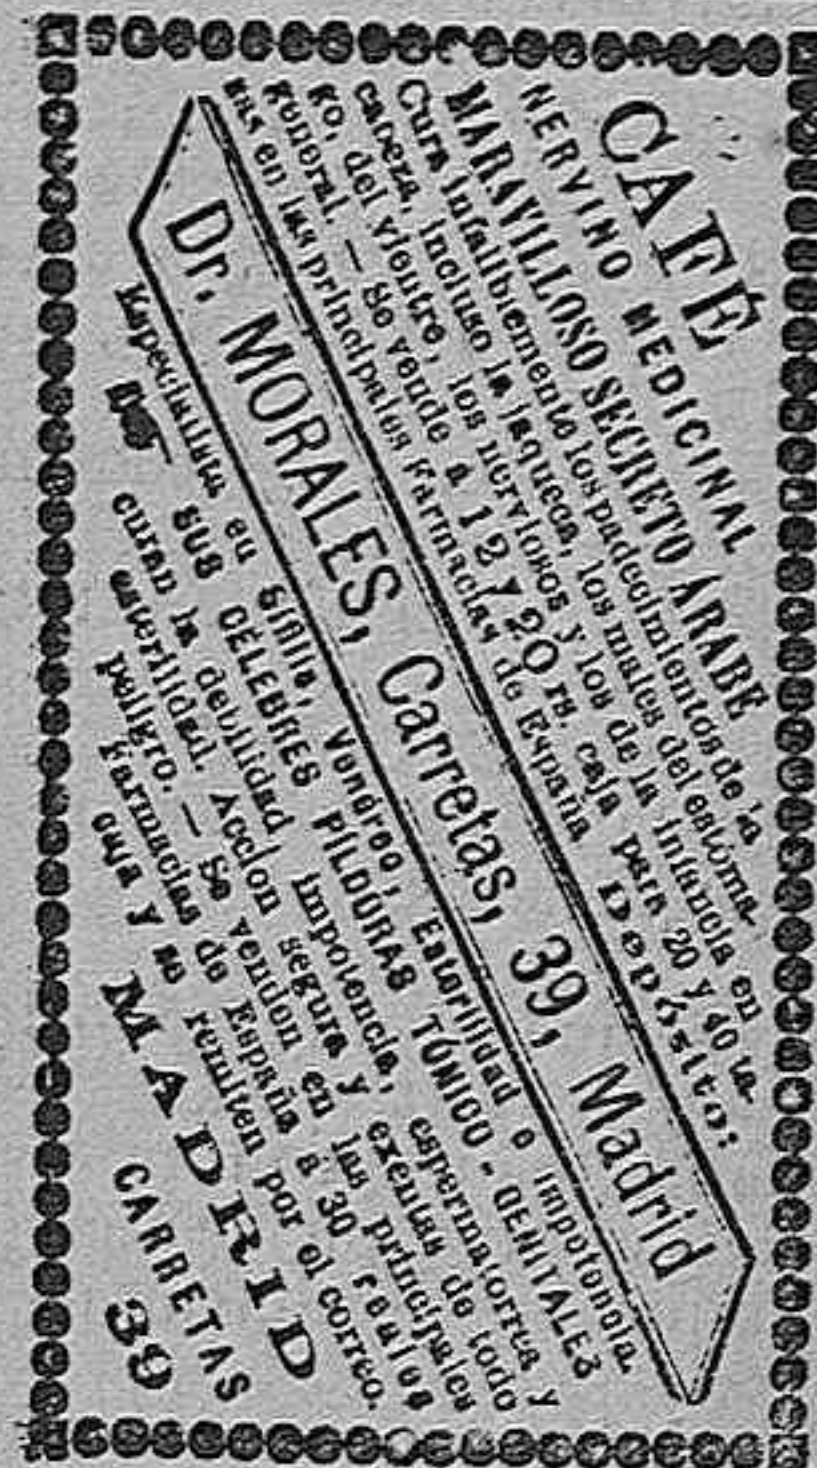 CAFÉ
NERVINO MEDICINAL
MARAVILLOSO SECRETO ÁRABE
Cura infaliblemente los padecimientos de la
cabeza, incluso la jaqueca, los males del estóma-
go, del vientre, los nerviosos y los de la infancia en
general. — Se vende á 12 y 20 rs. caja para 20 y 40 ta-
zas en las principales Farmacias de España Depósito:
Dr. MORALES, Carretas, 39, Madrid
Especialista en Sífilis, Venéreo, Esterilidad e Impotencia.
SUS CÉLEBRES PÍLDORAS TÓNICO - GENITALES
curan la debilidad, impotencia, espermatorrea y
esterilidad. Accion segura y exentas de todo
peligro. — Se venden en las principales
Farmacias de España á 30 reales
caja y se remiten por el correo.
MADRID
CARRETAS
39